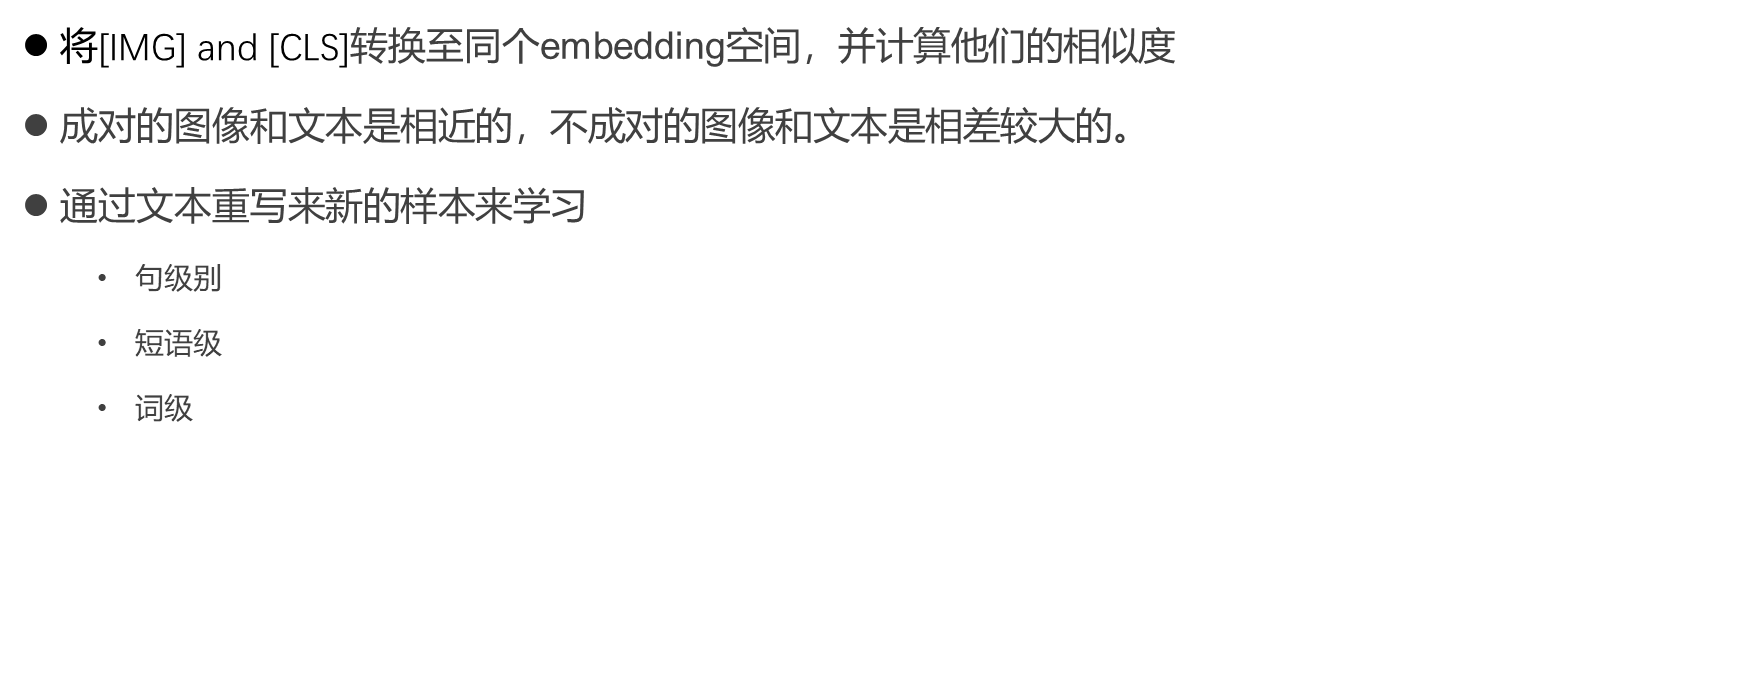 ● 将[IMG] and [CLS]转换至同个embedding空间，并计算他们的相似度
● 成对的图像和文本是相近的，不成对的图像和文本是相差较大的。
● 通过文本重写来新的样本来学习
• 句级别
• 短语级
• 词级